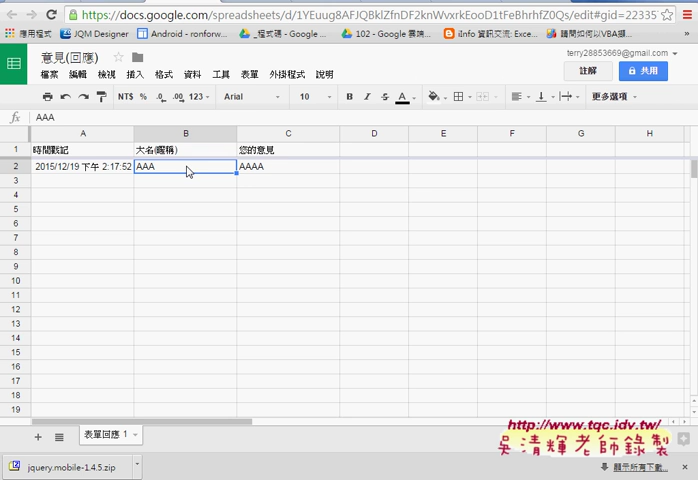 https://docs.google.com/spreadsheets/d/1YEuug8AFJQBklZfnDF2knWvxrkEooD1tFeBhrhfZ0Qs/edit#gid=22335
應用程式 JQM Designer Android - ronforw... _程式碼 - Google ... 102 - Google 雲端... iInfo 資訊交流: Exce... 請問如何以VBA擷...
意見(回應)
terry28853669@gmail.com
檔案 編輯 檢視 插入 格式 資料 工具 表單 外掛程式 說明
註解 共用
NT$ % .0 .00 123 Arial 10 B I S A 更多選項
fx AAA
A B C D E F G H
1 時間戳記 大名(暱稱) 您的意見
2 2015/12/19 下午 2:17:52 AAA AAAA
3
4
5
6
7
8
9
10
11
12
13
14
15
16
17
18
19
表單回應 1
http://www.tqc.idv.tw/
吳清輝老師錄製
jquery.mobile-1.4.5.zip 顯示所有下載...